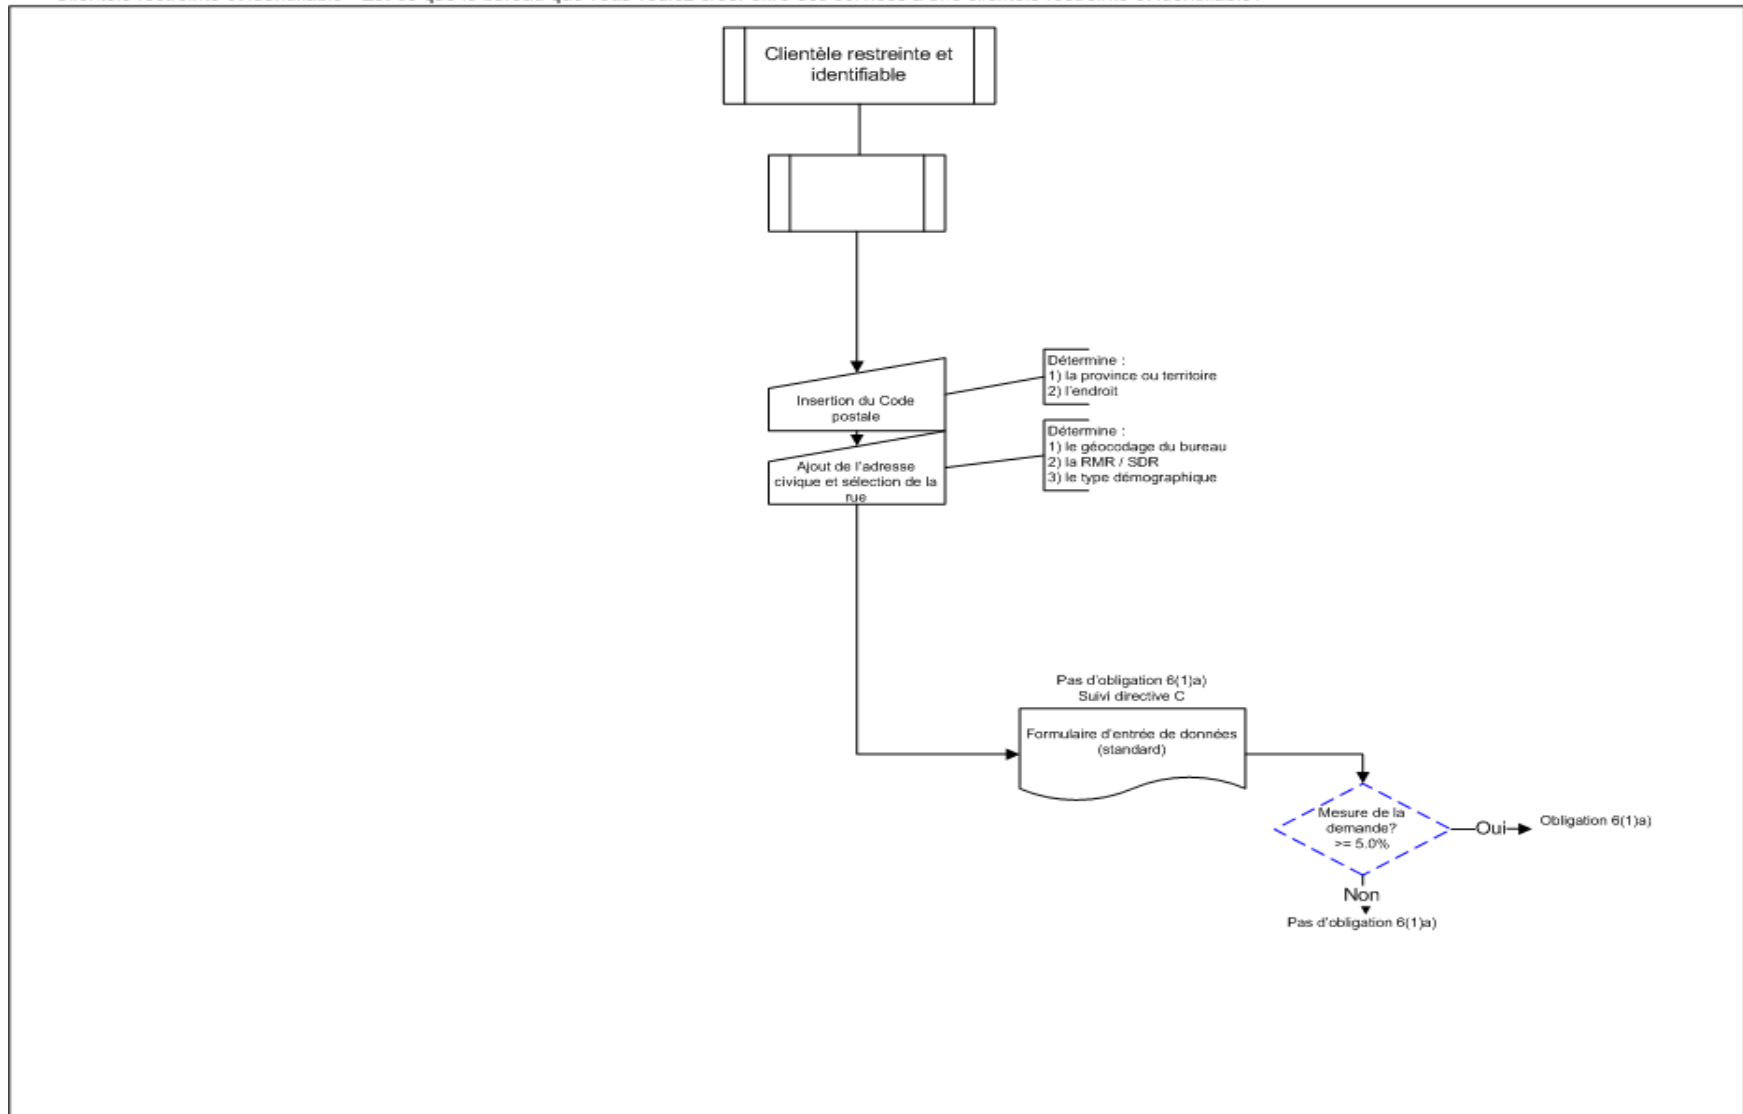 Clientèle restreinte et
identifiable
Insertion du Code
postale
Détermine :
1) la province ou territoire
2) l'endroit
Ajout de l'adresse
civique et sélection de la
rue
Détermine :
1) le géocodage du bureau
2) la RMR / SDR
3) le type démographique
Pas d'obligation 6(1)a)
Suivi directive C
Formulaire d'entrée de données
(standard)
Mesure de la
demande?
>= 5.0%
Oui
Obligation 6(1)a)
Non
Pas d'obligation 6(1)a)